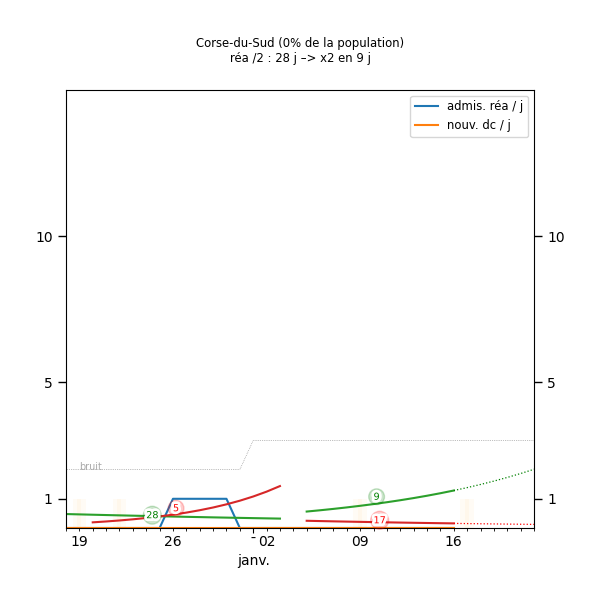 Corse-du-Sud (0% de la population)
réa /2 : 28 j –> x2 en 9 j
admis. réa / j
nouv. dc / j
10 10
5 5
bruit
1 1
28 5 9 17
19 26 - 02 09 16
janv.